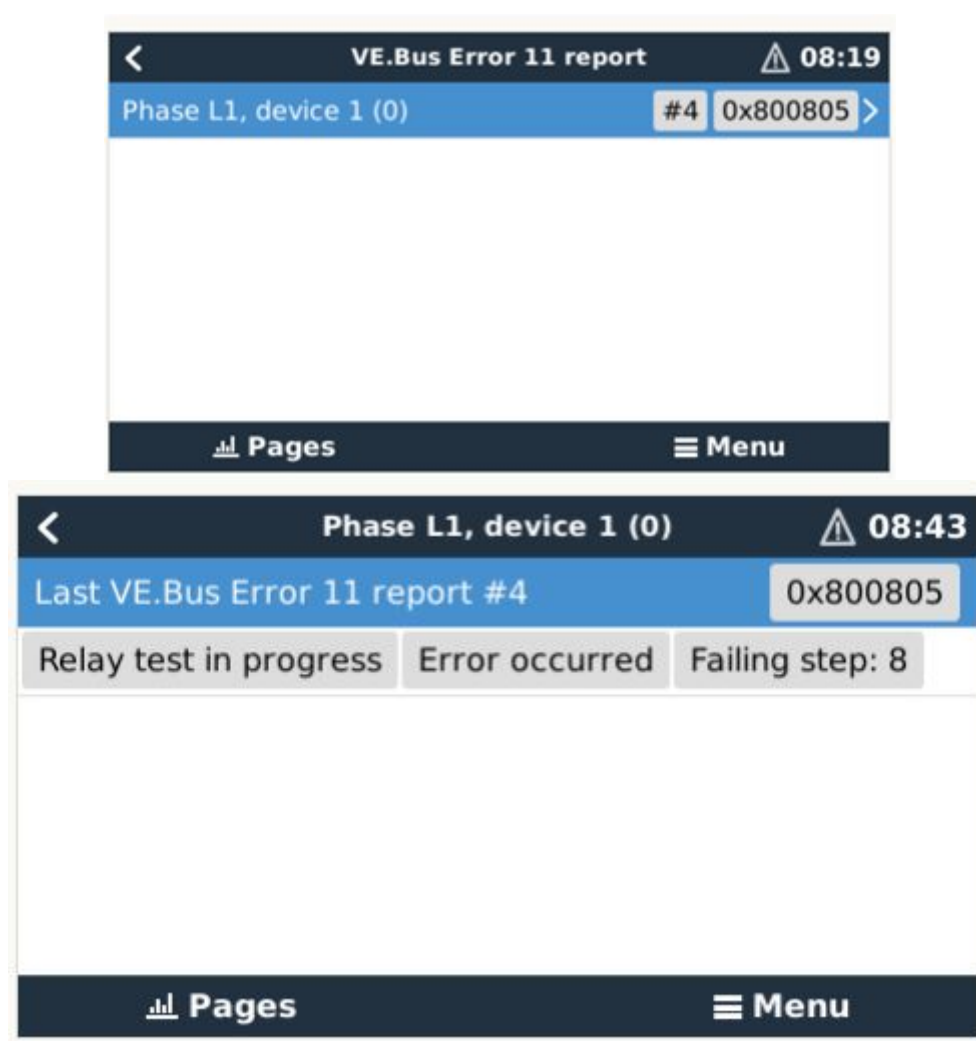 VE.Bus Error 11 report 08:19
Phase L1, device 1 (0) #4 0x800805
Pages Menu
Phase L1, device 1 (0) 08:43
Last VE.Bus Error 11 report #4 0x800805
Relay test in progress Error occurred Failing step: 8
Pages Menu